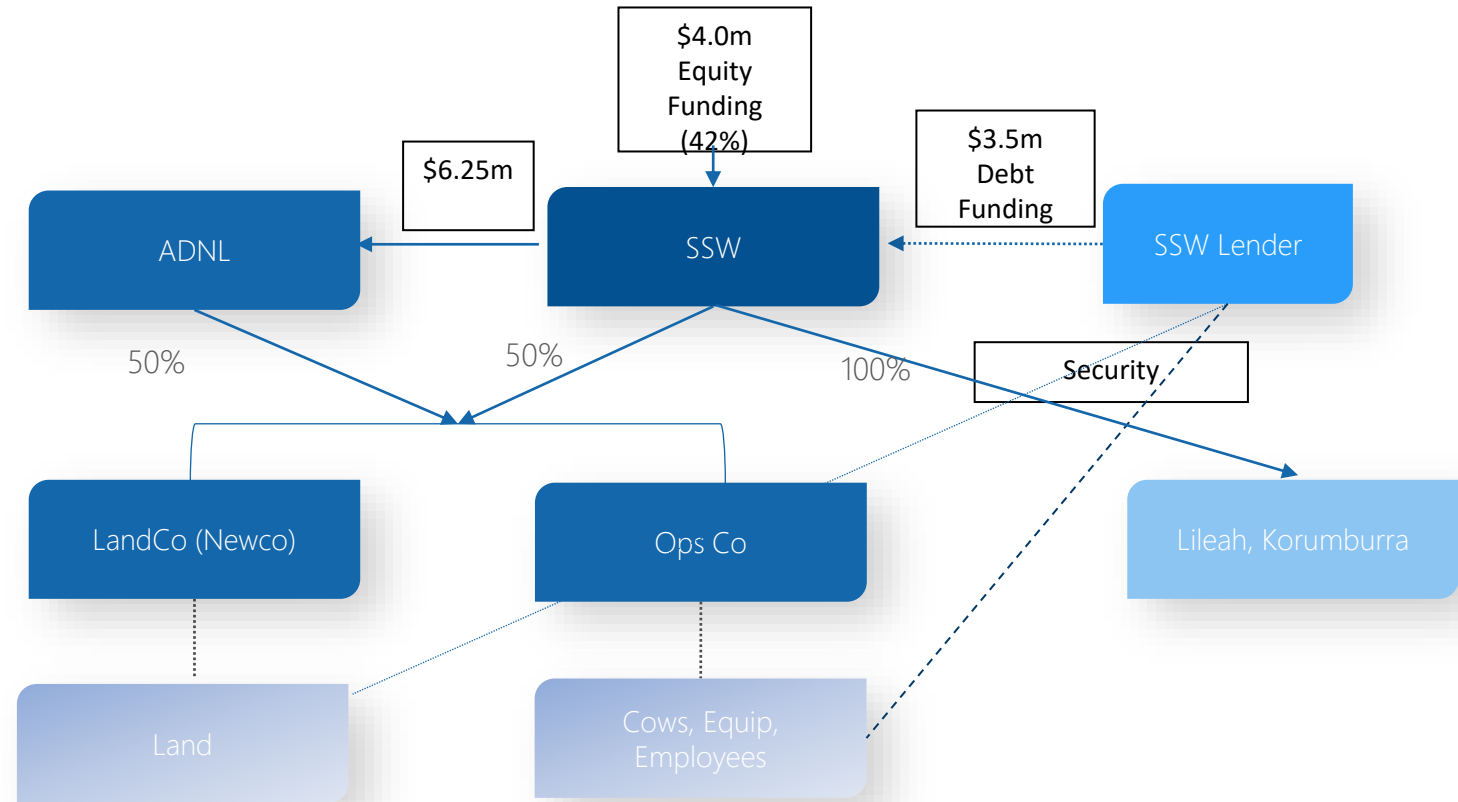 $4.0m
Equity
Funding
(42%)
$6.25m
$3.5m
Debt
Funding
ADNL
SSW
SSW Lender
50%
50%
100%
Security
LandCo (Newco)
Ops Co
Lileah, Korumburra
Land
Cows, Equip,
Employees